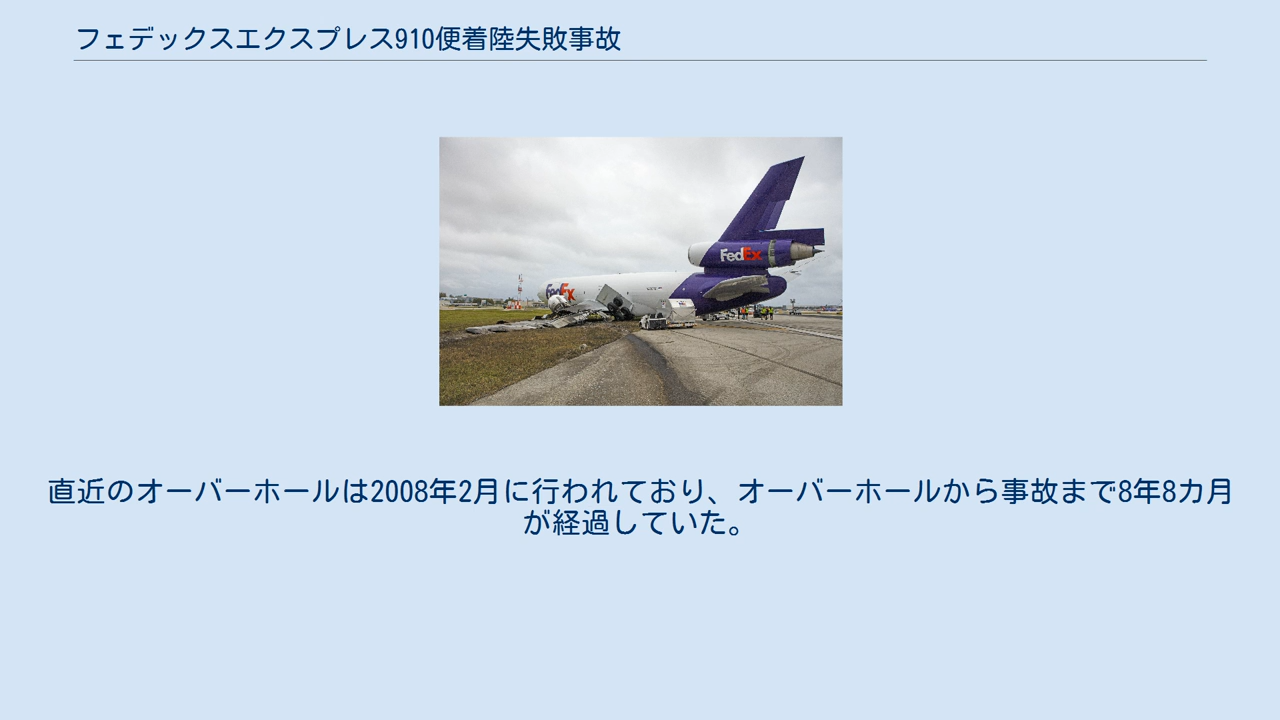 フェデックスエクスプレス910便着陸失敗事故
FedEx
FedEx
直近のオーバーホールは2008年2月に行われており、オーバーホールから事故まで8年8カ月
が経過していた。